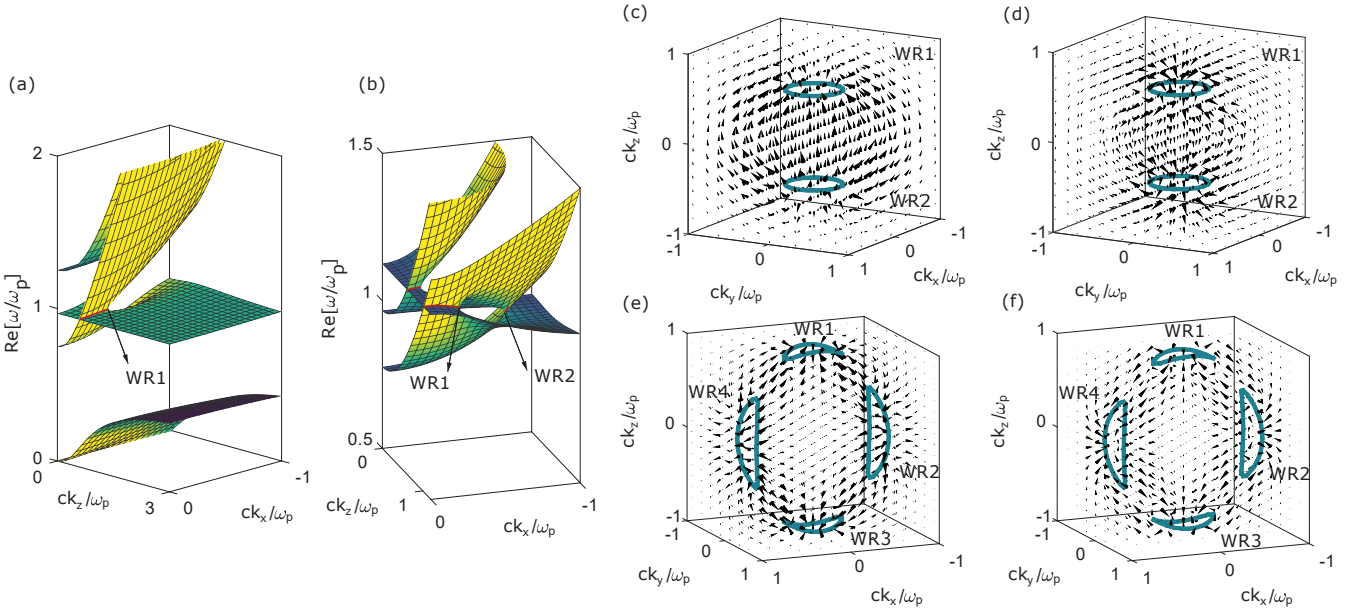 (a)
2
1
0
Re[ω/ωp]
WR1
ckz/ωp
3
0
ckx/ωp
-1
(b)
1.5
1
0.5
Re[ω/ωp]
WR1
WR2
0
ckz/ωp
1
0
ckx/ωp
-1
(c)
1
0
-1
ckz/ωp
WR1
WR2
-1
0
1
cky/ωp
1
0
-1
ckx/ωp
(d)
1
0
-1
ckz/ωp
WR1
WR2
-1
0
1
cky/ωp
1
0
-1
ckx/ωp
(e)
1
0
-1
ckz/ωp
WR1
WR4
WR2
WR3
-1
0
1
cky/ωp
1
0
-1
ckx/ωp
(f)
1
0
-1
ckz/ωp
WR1
WR4
WR2
WR3
-1
0
1
cky/ωp
1
0
-1
ckx/ωp